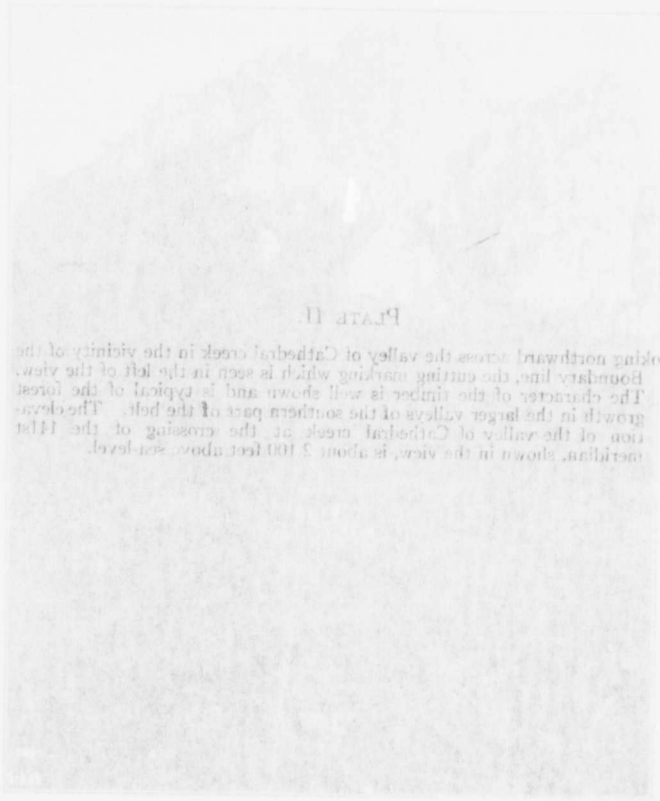 PLATE II.
oking northward across the valley of Cathedral creek in the vicinity of the
Boundary line, the cutting marking which is seen in the left of the view.
The character of the timber is well shown and is typical of the forest
growth in the larger valleys of the southern part of the belt. The eleva-
tion of the valley of Cathedral creek at the crossing of the 141st
meridian, shown in the view, is about 2,100 feet above sea-level.